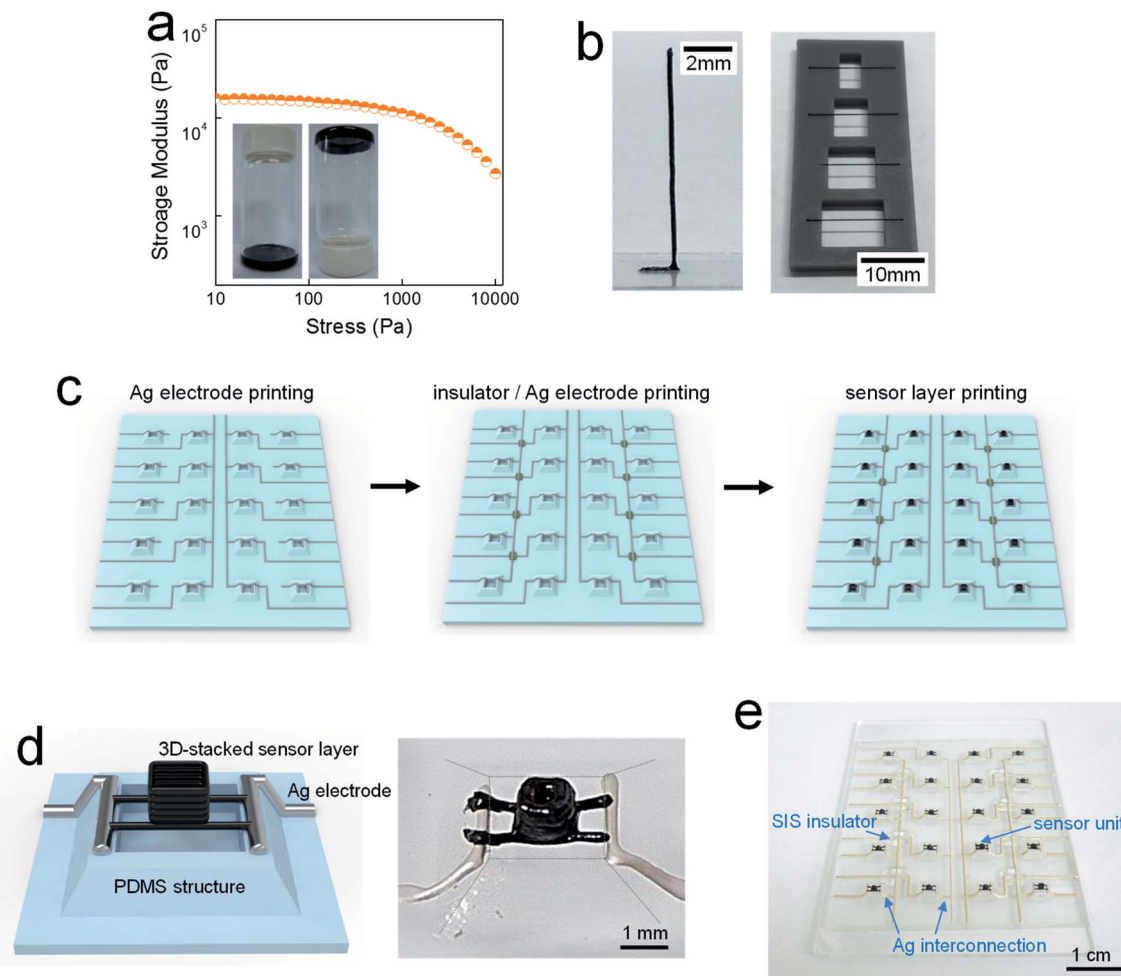 a
10⁵
10⁴
10³
Stroage Modulus (Pa)
10 100 1000 10000
Stress (Pa)
b
2mm
10mm
c
Ag electrode printing
insulator / Ag electrode printing
sensor layer printing
d
3D-stacked sensor layer
Ag electrode
PDMS structure
1 mm
e
SIS insulator
sensor unit
Ag interconnection
1 cm